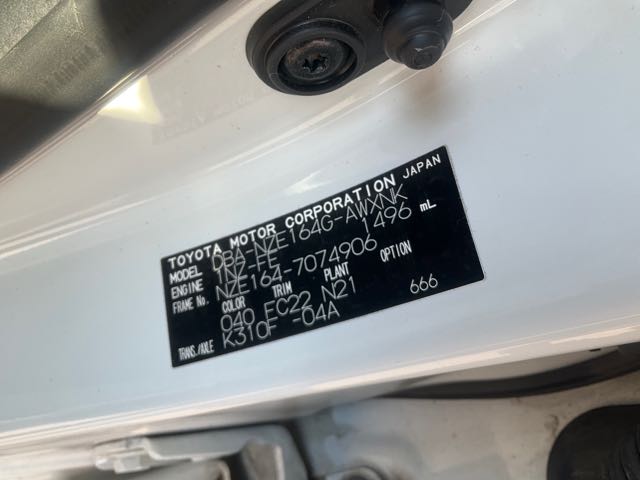 TOYOTA MOTOR CORPORATION JAPAN
MODEL DBA-NZE164G-AWXNK
ENGINE 1NZ-FE 1496 mL
FRAME No. NZE164-7074906
COLOR TRIM PLANT OPTION
040 FC22 N21
TRANS./AXLE K310F -04A 666